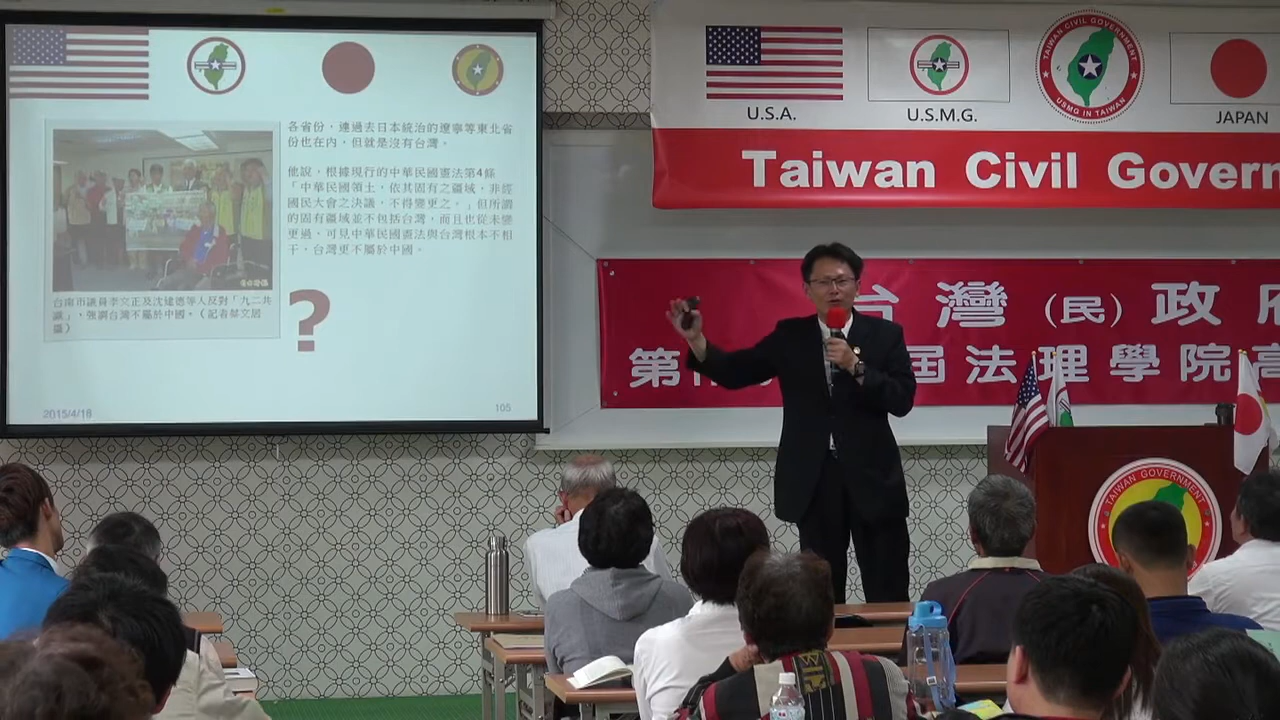 各省份，連過去日本統治的遼寧等東北省
份也在內，但就是沒有台灣。
他說，根據現行的中華民國憲法第4條
「中華民國領土，依其固有之疆域，非經
國民大會之決議，不得變更之。」但所謂
的固有疆域並不包括台灣，而且也從未變
更過，可見中華民國憲法與台灣根本不相
干，台灣更不屬於中國。
台南市議員李文正及沈建德等人反對「九二共
識」、強調台灣不屬於中國。（記者蔡文居
攝）
?
2015/4/18
105
U.S.A.
U.S.M.G.
TAIWAN CIVIL GOVERNMENT
USMG IN TAIWAN
JAPAN
Taiwan Civil Govern
台灣（民）政府
第
屆法理學院高
TAIWAN GOVERNMENT